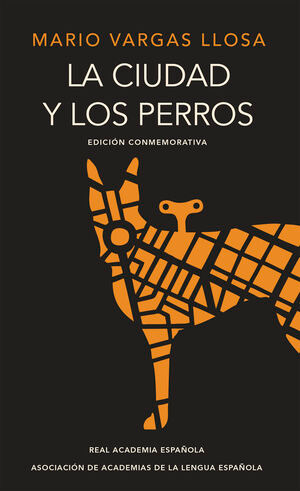 MARIO VARGAS LLOSA
LA CIUDAD
Y LOS PERROS
EDICIÓN CONMEMORATIVA
REAL ACADEMIA ESPAÑOLA
ASOCIACIÓN DE ACADEMIAS DE LA LENGUA ESPAÑOLA